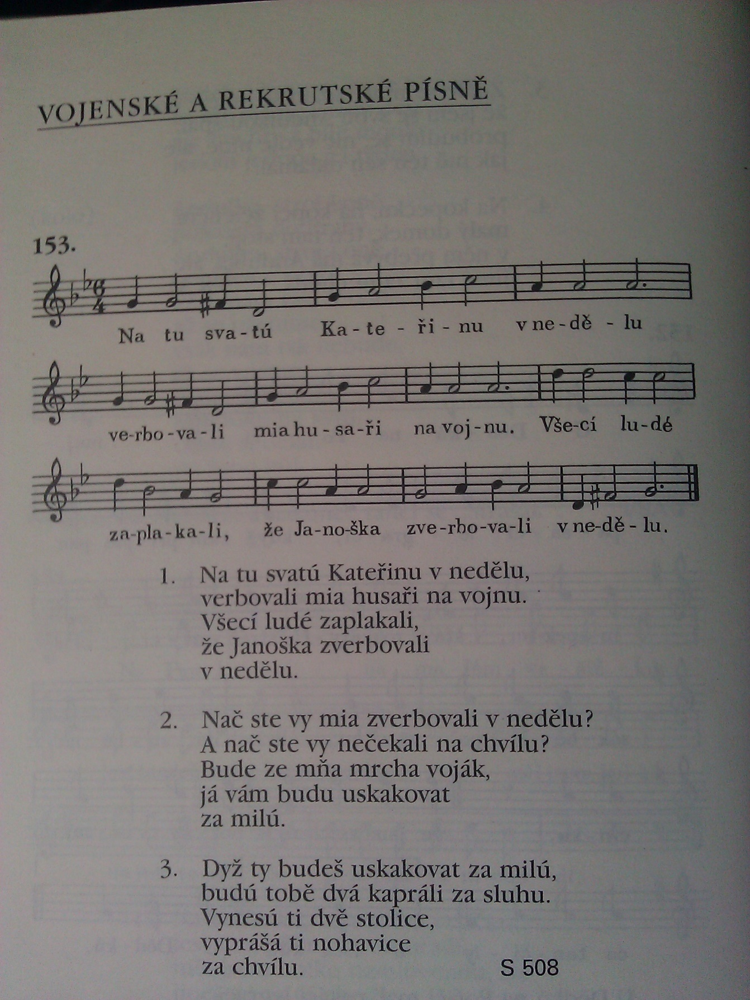 VOJENSKÉ A REKRUTSKÉ PÍSNĚ
153.
6
4
Na tu sva - tú Ka - te - ři - nu v ne - dě - lu
ve - rbo - va - li mia hu - sa - ři na voj - nu. Vše - cí lu - dé
za - pla - ka - li, že Ja - no - ška zve - rbo - va - li v ne - dě - lu.
1. Na tu svatú Kateřinu v nedělu,
verbovali mia husaři na vojnu.
Všecí ludé zaplakali,
že Janoška zverbovali
v nedělu.
2. Nač ste vy mia zverbovali v nedělu?
A nač ste vy nečekali na chvílu?
Bude ze mňa mrcha voják,
já vám budu uskakovat
za milú.
3. Dyž ty budeš uskakovat za milú,
budú tobě dvá kapráli za sluhu.
Vynesú ti dvě stolice,
vyprášá ti nohavice
za chvílu.
S 508